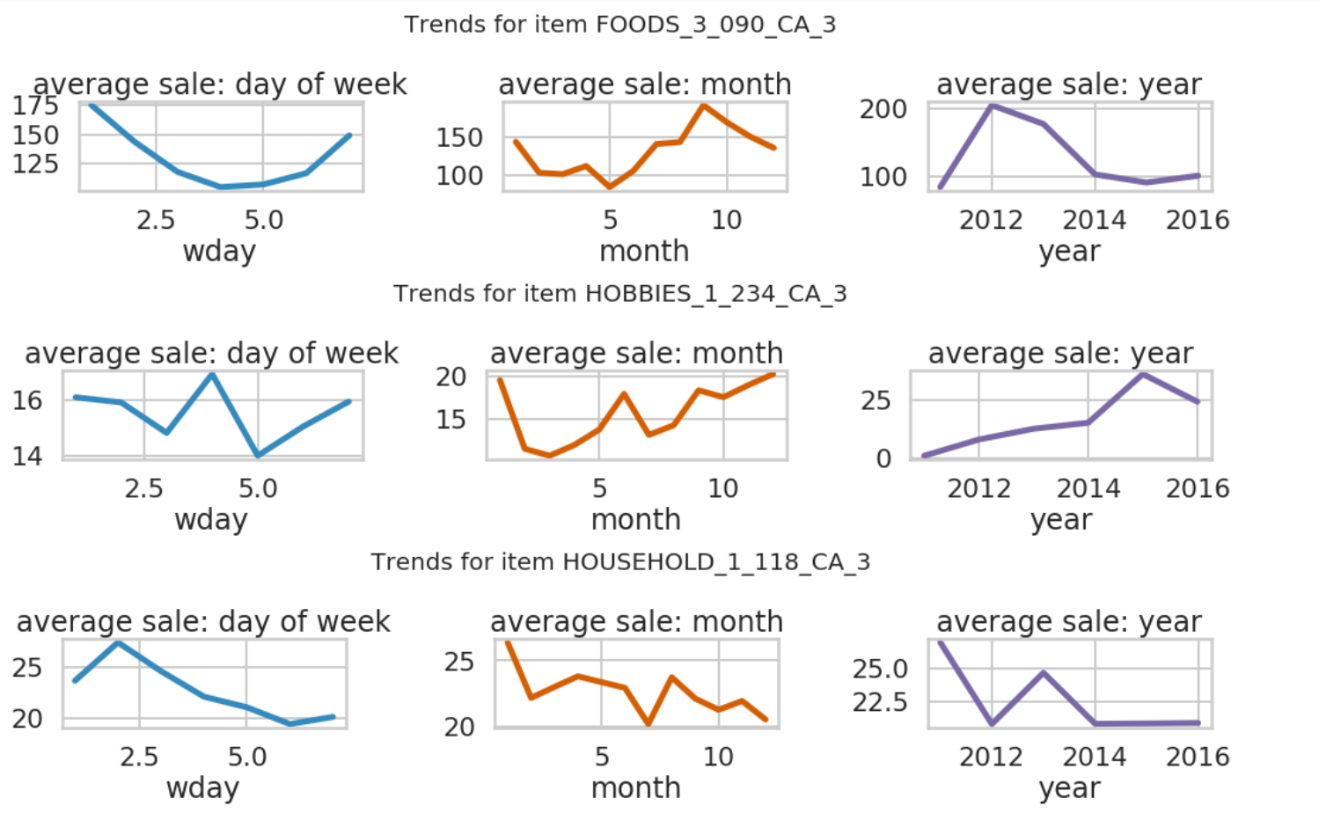 Trends for item FOODS_3_090_CA_3
average sale: day of week
175
150
125
2.5 5.0
wday
average sale: month
150
100
5 10
month
average sale: year
200
100
2012 2014 2016
year
Trends for item HOBBIES_1_234_CA_3
average sale: day of week
16
14
2.5 5.0
wday
average sale: month
20
15
5 10
month
average sale: year
25
0
2012 2014 2016
year
Trends for item HOUSEHOLD_1_118_CA_3
average sale: day of week
25
20
2.5 5.0
wday
average sale: month
25
20
5 10
month
average sale: year
25.0
22.5
2012 2014 2016
year